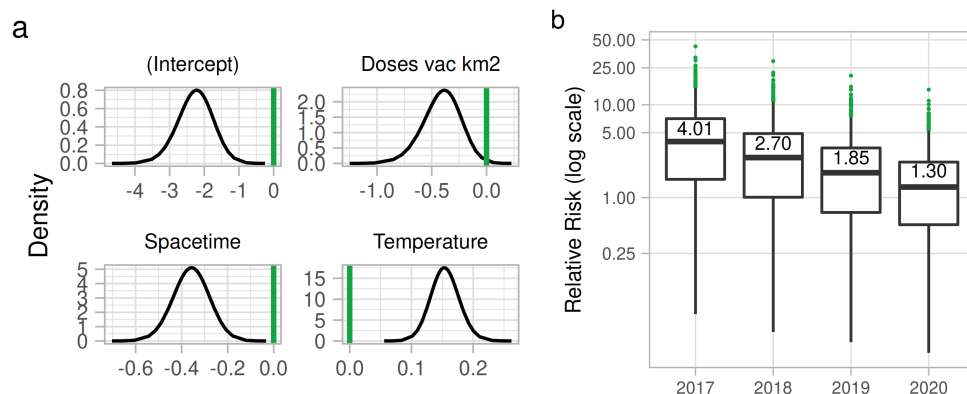 a
Density
(Intercept)
0.8
0.6
0.4
0.2
0.0
-4 -3 -2 -1 0
Doses vac km2
2.0
1.5
1.0
0.5
0.0
-1.0 -0.5 0.0
Spacetime
5
4
3
2
1
0
-0.6 -0.4 -0.2 0.0
Temperature
15
10
5
0
0.0 0.1 0.2
b
Relative Risk (log scale)
50.00
25.00
10.00
5.00
1.00
0.25
4.01
2.70
1.85
1.30
2017 2018 2019 2020